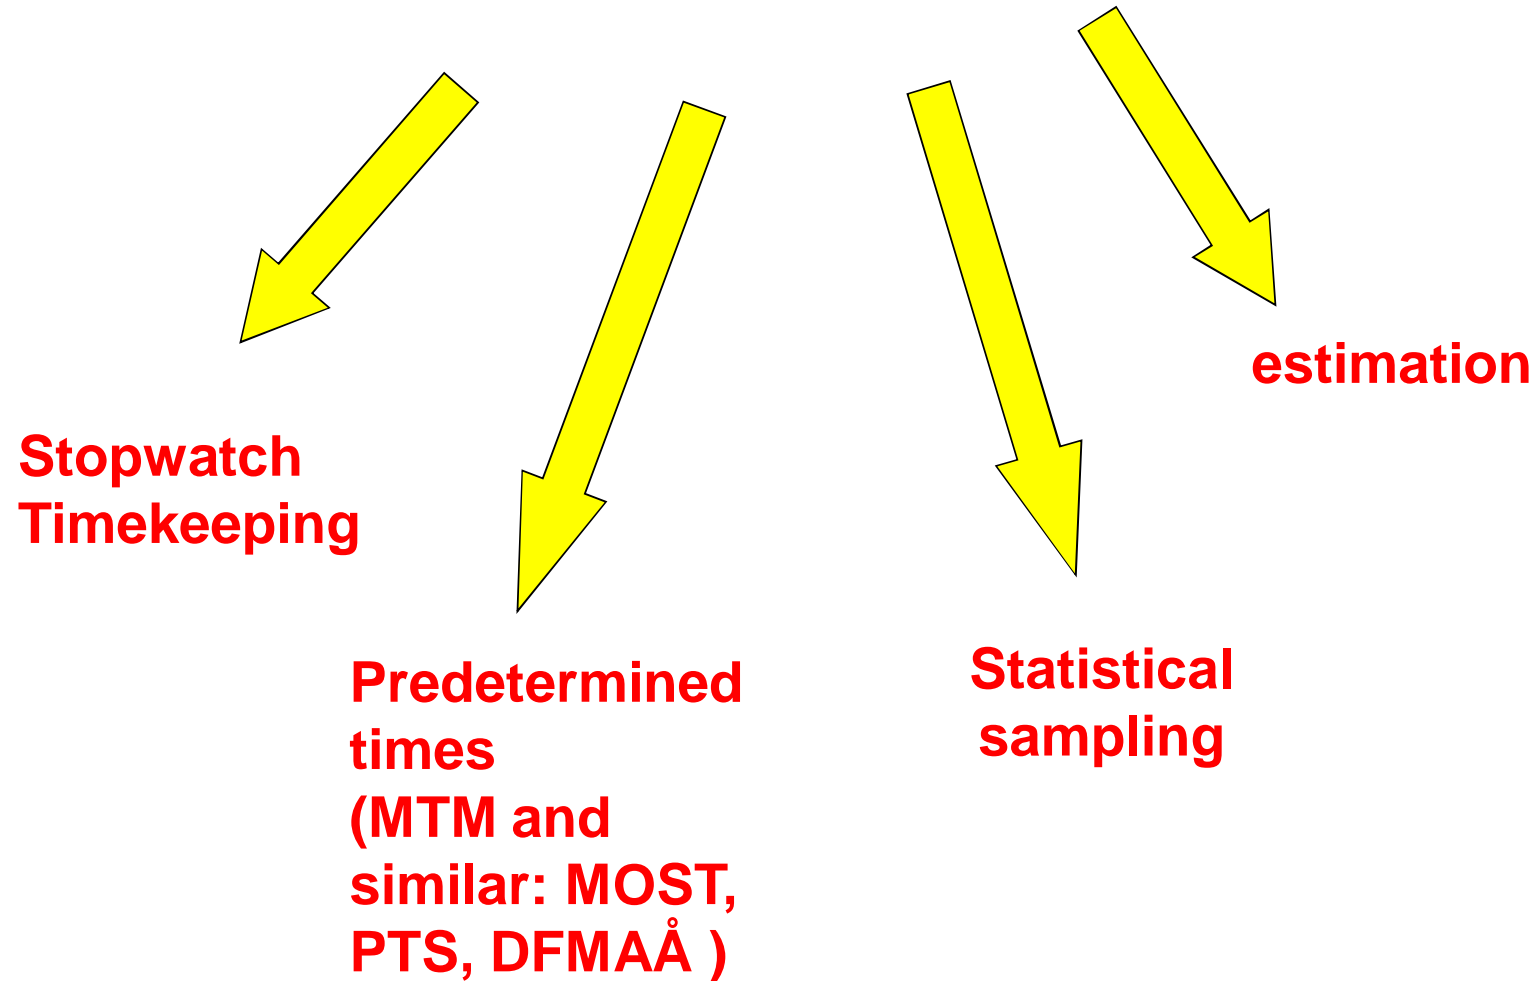 estimation
Stopwatch
Timekeeping
Predetermined
times
(MTM and
similar: MOST,
PTS, DFMAÅ )
Statistical
sampling